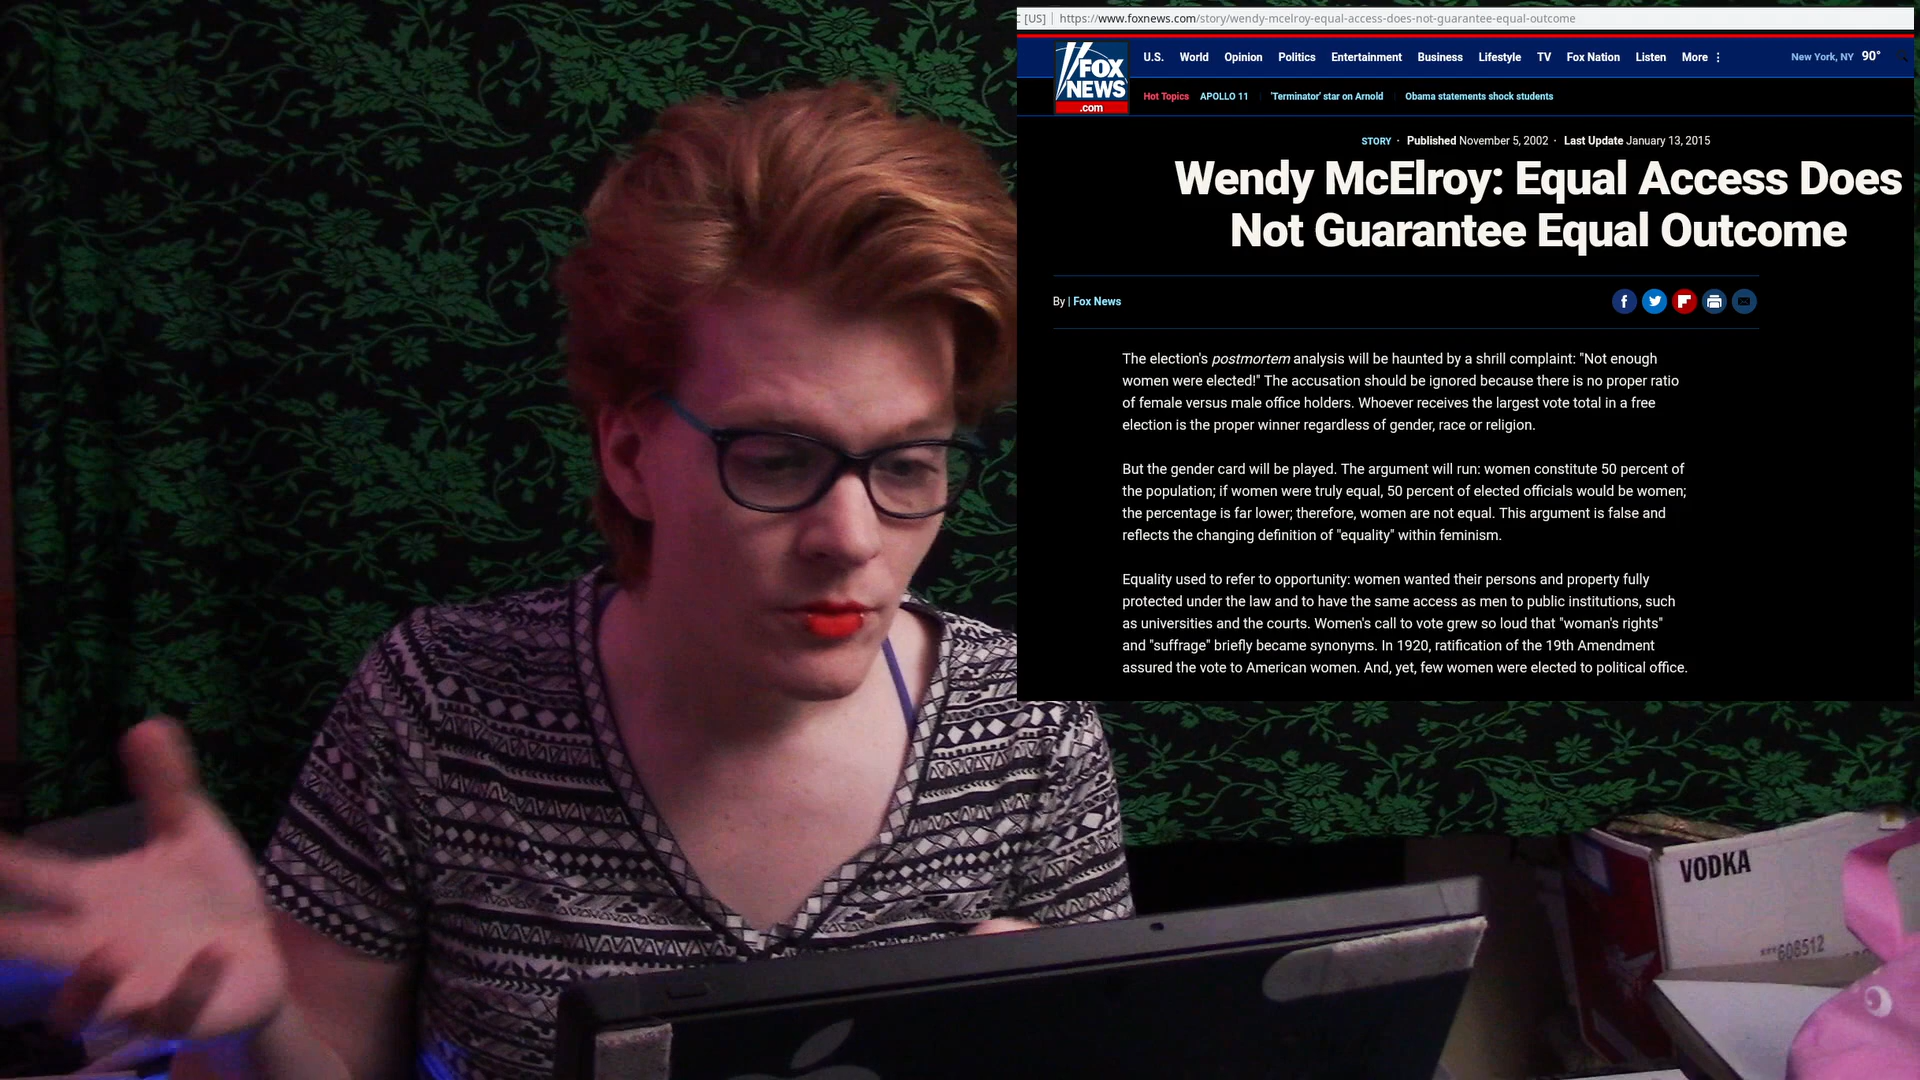 C [US] https://www.foxnews.com/story/wendy-mcelroy-equal-access-does-not-guarantee-equal-outcome
FOX
NEWS
.com
U.S. World Opinion Politics Entertainment Business Lifestyle TV Fox Nation Listen More ⋮ New York, NY 90°
Hot Topics APOLLO 11 'Terminator' star on Arnold Obama statements shock students
STORY · Published November 5, 2002 · Last Update January 13, 2015
Wendy McElroy: Equal Access Does
Not Guarantee Equal Outcome
By | Fox News
The election's postmortem analysis will be haunted by a shrill complaint: "Not enough
women were elected!" The accusation should be ignored because there is no proper ratio
of female versus male office holders. Whoever receives the largest vote total in a free
election is the proper winner regardless of gender, race or religion.
But the gender card will be played. The argument will run: women constitute 50 percent of
the population; if women were truly equal, 50 percent of elected officials would be women;
the percentage is far lower; therefore, women are not equal. This argument is false and
reflects the changing definition of "equality" within feminism.
Equality used to refer to opportunity: women wanted their persons and property fully
protected under the law and to have the same access as men to public institutions, such
as universities and the courts. Women's call to vote grew so loud that "woman's rights"
and "suffrage" briefly became synonyms. In 1920, ratification of the 19th Amendment
assured the vote to American women. And, yet, few women were elected to political office.
VODKA
***608512